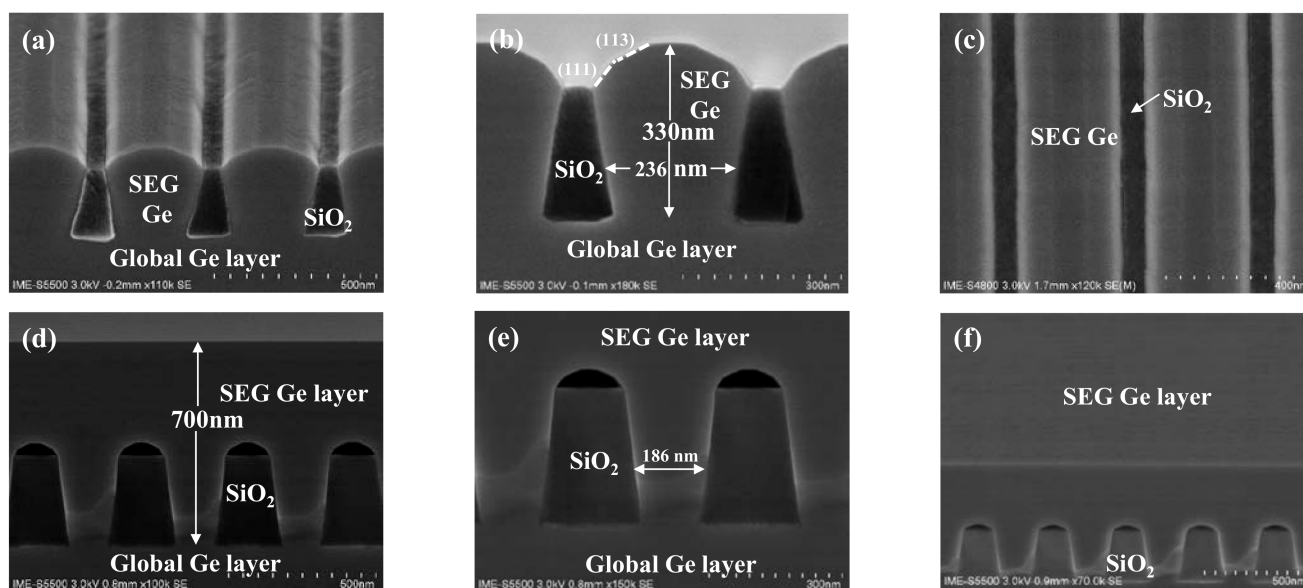 (a)
SEG
Ge
SiO₂
Global Ge layer
IME-S5500 3.0kV -0.2mm x110k SE
500nm
(b)
(113)
(111)
SEG
Ge
330nm
SiO₂
236 nm
Global Ge layer
IME-S5500 3.0kV -0.1mm x180k SE
300nm
(c)
SiO₂
SEG Ge
IME-S4800 3.0kV 1.7mm x120k SE(M)
400nm
(d)
SEG Ge layer
700nm
SiO₂
Global Ge layer
IME-S5500 3.0kV 0.8mm x100k SE
500nm
(e)
SEG Ge layer
186 nm
SiO₂
Global Ge layer
IME-S5500 3.0kV 0.8mm x150k SE
300nm
(f)
SEG Ge layer
SiO₂
IME-S5500 3.0kV -0.9mm x70.0k SE
500nm